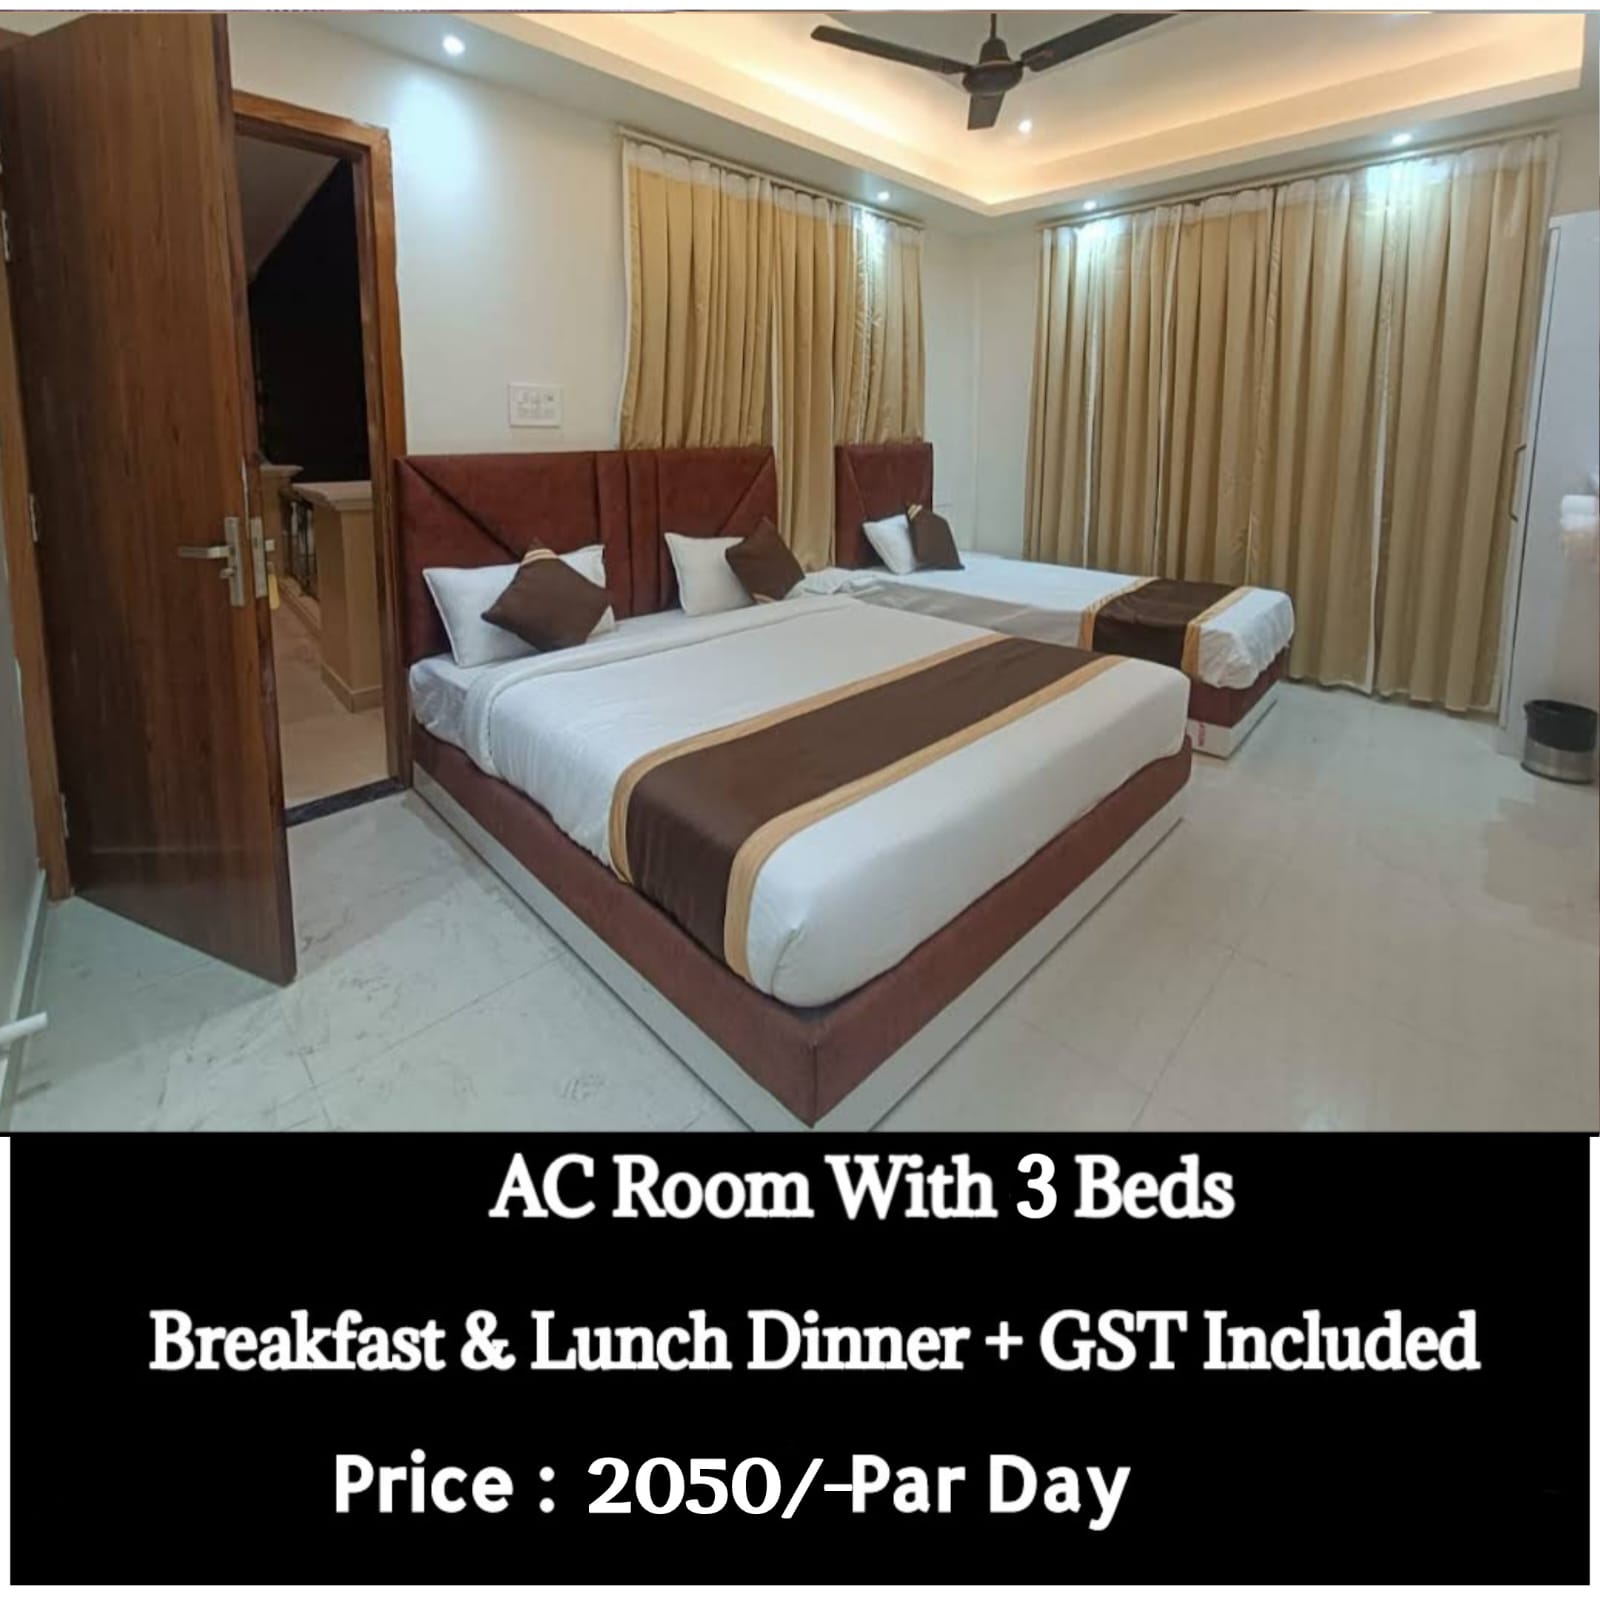 AC Room With 3 Beds
Breakfast & Lunch Dinner + GST Included
Price : 2050/-Par Day